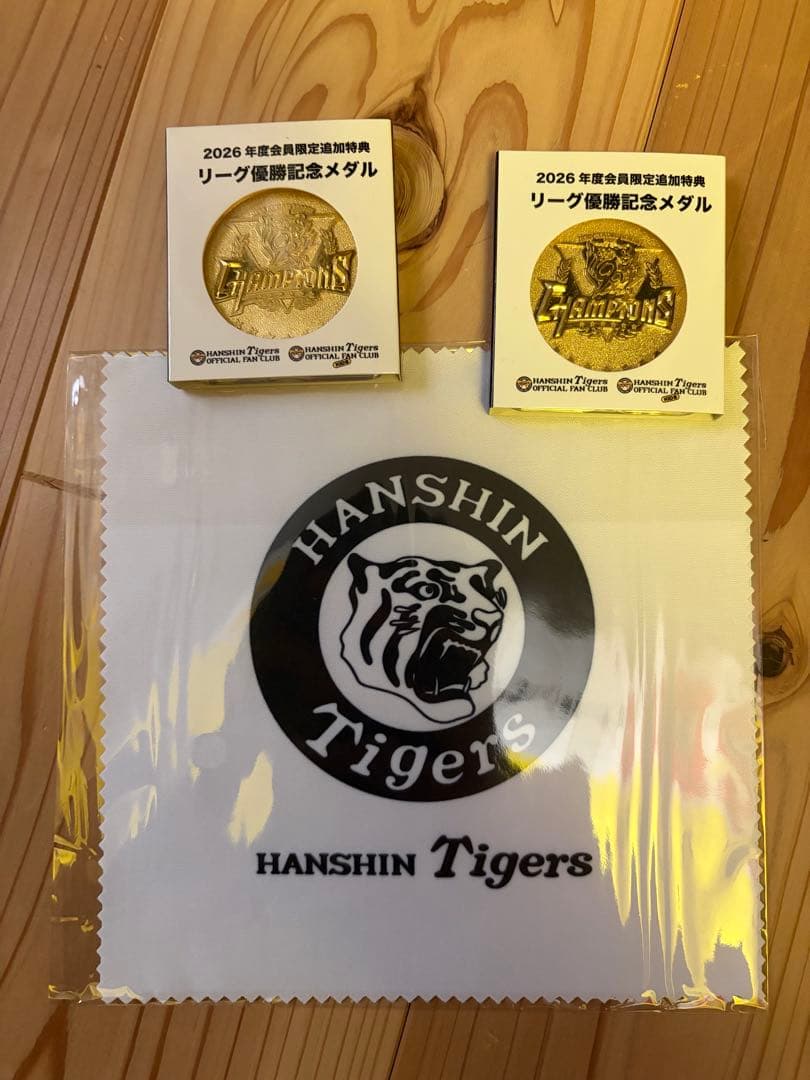 2026 年度会員限定追加特典
リーグ優勝記念メダル
CHAMPIONS
HANSHIN Tigers
OFFICIAL FAN CLUB
HANSHIN Tigers
OFFICIAL FAN CLUB
KIDS
2026 年度会員限定追加特典
リーグ優勝記念メダル
CHAMPIONS
HANSHIN Tigers
OFFICIAL FAN CLUB
HANSHIN Tigers
OFFICIAL FAN CLUB
KIDS
HANSHIN
Tigers
HANSHIN Tigers